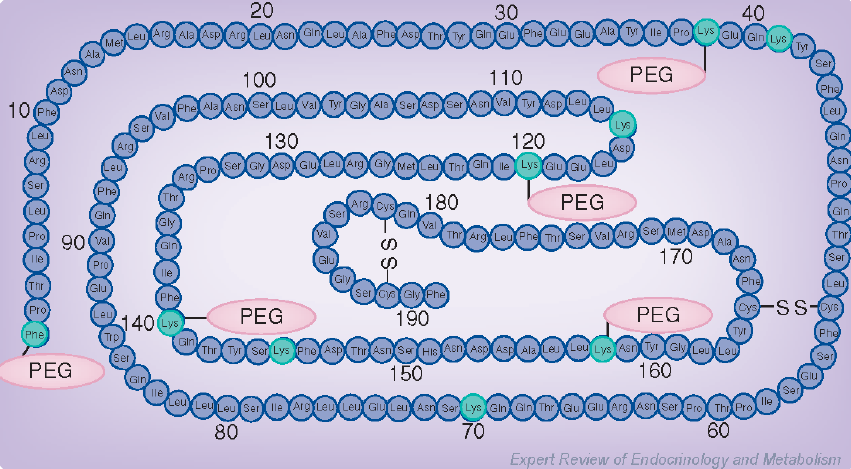 20 30 40
Phe Pro Thr Ile Pro Leu Ser Arg Leu Phe Asp Asn Ala
Met Leu Arg Ala Asp Arg Leu Asn Gln Leu Ala Phe Asp Thr Tyr Gln Glu Phe Glu Glu Ala Tyr Ile Pro Lys Glu Gln Lys Tyr
Ser Phe Leu Gln Asn Pro Gln Thr Ser Leu Cys Phe Ser Glu Ser
PEG
10
100 110
Val Phe Ala Asn Ser Leu Val Tyr Gly Ala Ser Asp Ser Asn Val Tyr Asp Leu Leu Lys Asp
130 120
Arg Pro Ser Gly Asp Glu Leu Arg Gly Met Leu Thr Gln Ile Lys Glu Glu Leu
PEG
Ser Arg Leu Phe Gln Val Pro Glu Leu Trp Ser Gln
Thr Gly Gln Ile Phe Lys Gln
180
Glu Val Ser Arg Cys Gln Val Thr Arg Leu Phe Thr Ser Val Arg Ser Met Asp Ala Asn Phe Cys Tyr
90
170
S
S
Gly Ser Cys Gly Phe
190
S S
140
PEG
PEG
PEG
Thr Tyr Ser Lys Phe Asp Thr Asn Ser His Asn Asp Asp Ala Leu Leu Lys Asn Tyr Gly Leu Leu
150 160
Ile Leu Leu Leu Ser Ile Arg Leu Leu Glu Leu Asn Ser Lys Gln Gln Thr Glu Glu Arg Asn Ser Pro Thr Pro Ile
80 70 60
Expert Review of Endocrinology and Metabolism